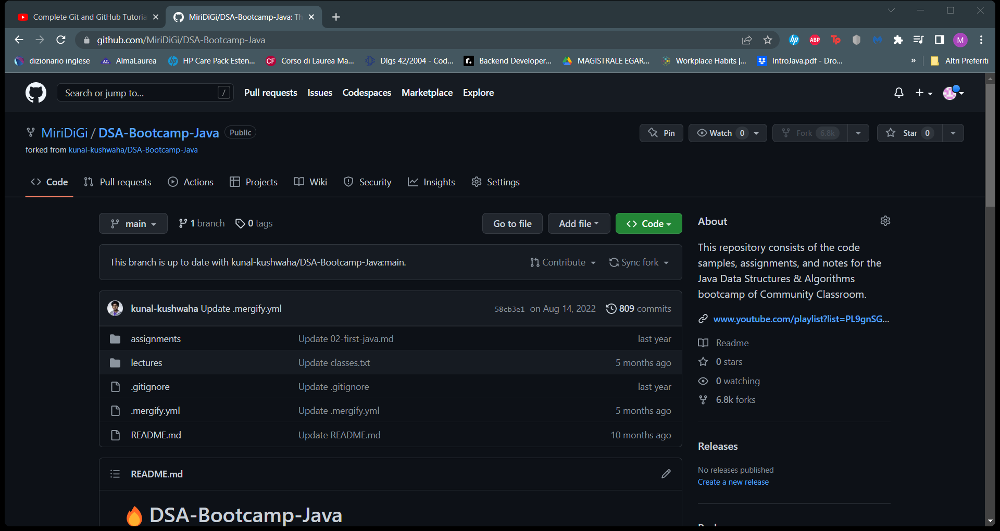 Complete Git and GitHub Tutoria
MiriDiGi/DSA-Bootcamp-Java: Th
github.com/MiriDiGi/DSA-Bootcamp-Java
hp ABP Tp M
dizionario inglese AL AlmaLaurea HP Care Pack Esten... CF Corso di Laurea Ma... Dlgs 42/2004 - Cod... r. Backend Developer... MAGISTRALE EGAR... Workplace Habits |... IntroJava.pdf - Dro... » Altri Preferiti
Search or jump to... / Pull requests Issues Codespaces Marketplace Explore
MiriDiGi / DSA-Bootcamp-Java Public Pin Watch 0 Fork 6.8k Star 0
forked from kunal-kushwaha/DSA-Bootcamp-Java
Code Pull requests Actions Projects Wiki Security Insights Settings
main 1 branch 0 tags Go to file Add file Code
This branch is up to date with kunal-kushwaha/DSA-Bootcamp-Java:main. Contribute Sync fork
kunal-kushwaha Update .mergify.yml 58cb3e1 on Aug 14, 2022 809 commits
assignments Update 02-first-java.md last year
lectures Update classes.txt 5 months ago
.gitignore Update .gitignore last year
.mergify.yml Update .mergify.yml 5 months ago
README.md Update README.md 10 months ago
README.md
DSA-Bootcamp-Java
About
This repository consists of the code
samples, assignments, and notes for the
Java Data Structures & Algorithms
bootcamp of Community Classroom.
www.youtube.com/playlist?list=PL9gnSG...
Readme
0 stars
0 watching
6.8k forks
Releases
No releases published
Create a new release